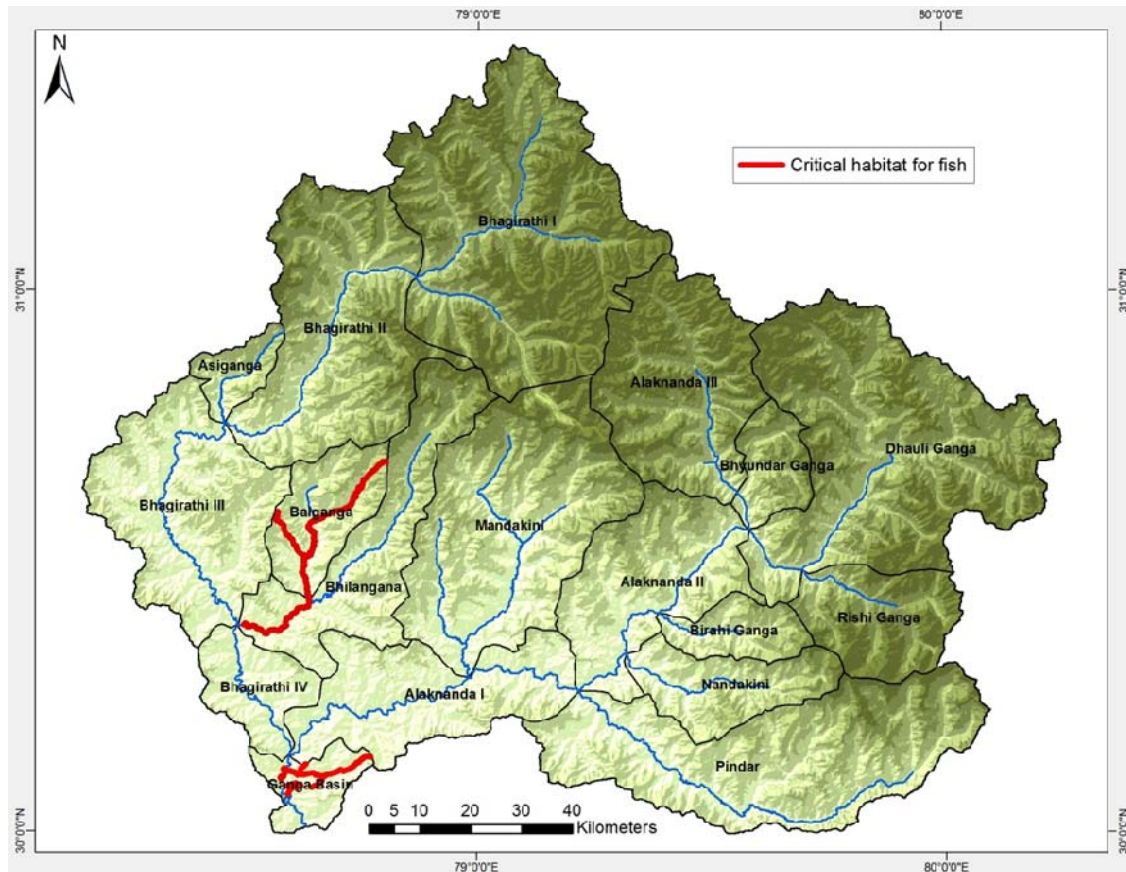 79°0'0"E
80°0'0"E
N
Critical habitat for fish
Bhagirathi I
31°0'0"N
31°0'0"N
Bhagirathi II
Asiganga
Alaknanda III
Dhauli Ganga
Bhyundar Ganga
Bhagirathi III
Balganga
Mandakini
Bhilangana
Alaknanda II
Rishi Ganga
Birahi Ganga
Bhagirathi IV
Alaknanda I
Nandakini
Pindar
Ganga Basin
0 5 10 20 30 40
Kilometers
30°0'0"N
30°0'0"N
79°0'0"E
80°0'0"E